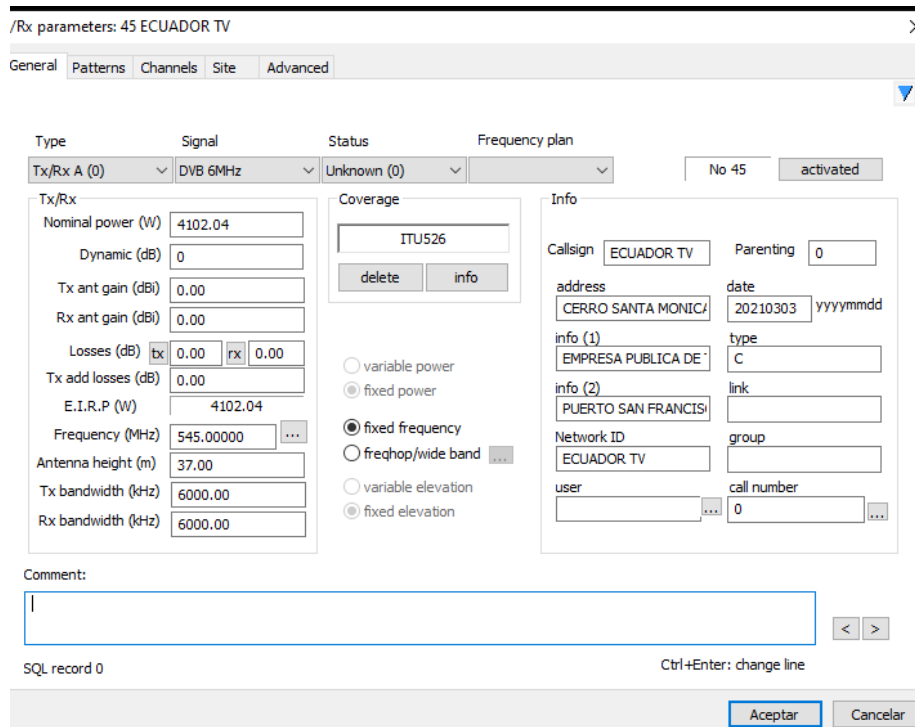 /Rx parameters: 45 ECUADOR TV
General Patterns Channels Site Advanced
Type Signal Status Frequency plan
Tx/Rx A (0) DVB 6MHz Unknown (0) No 45 activated
Tx/Rx
Nominal power (W) 4102.04
Dynamic (dB) 0
Tx ant gain (dBi) 0.00
Rx ant gain (dBi) 0.00
Losses (dB) tx 0.00 rx 0.00
Tx add losses (dB) 0.00
E.I.R.P (W) 4102.04
Frequency (MHz) 545.00000 ...
Antenna height (m) 37.00
Tx bandwidth (kHz) 6000.00
Rx bandwidth (kHz) 6000.00
Coverage
ITU526
delete info
variable power
fixed power
fixed frequency
freqhop/wide band ...
variable elevation
fixed elevation
Info
Callsign ECUADOR TV Parenting 0
address date
CERRO SANTA MONICA 20210303 yyyymmdd
info (1) type
EMPRESA PUBLICA DE C
info (2) link
PUERTO SAN FRANCIS
Network ID group
ECUADOR TV
user call number
... 0 ...
Comment:
< >
SQL record 0 Ctrl+Enter: change line
Aceptar Cancelar